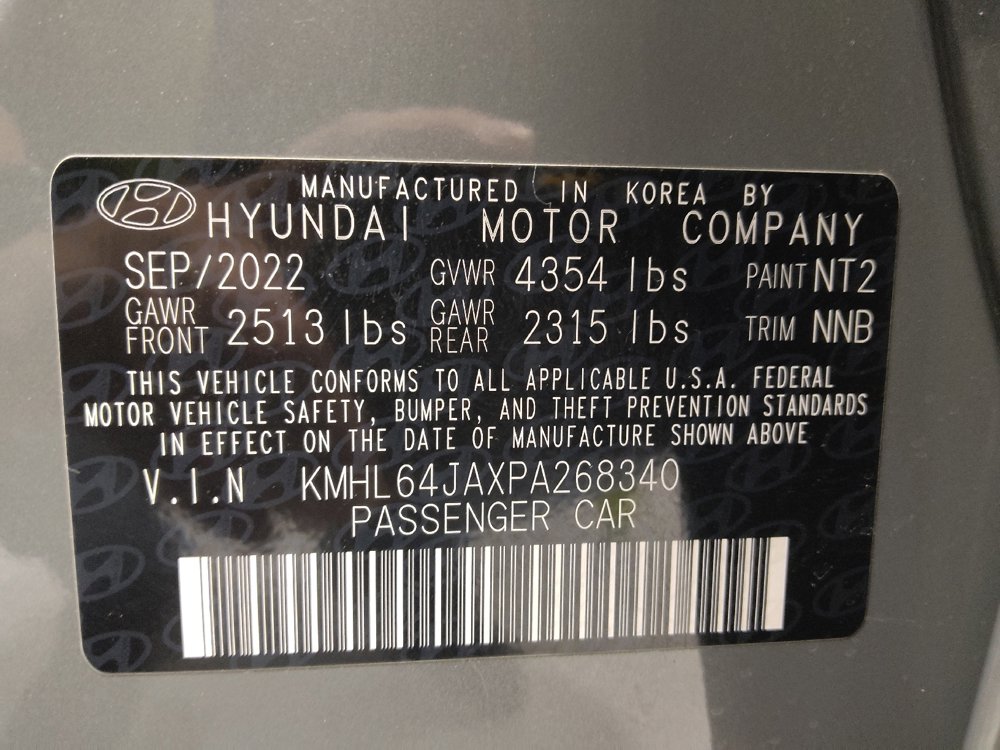 MANUFACTURED IN KOREA BY
HYUNDAI MOTOR COMPANY
SEP/2022 GVWR 4354 lbs PAINT NT2
GAWR FRONT 2513 lbs GAWR REAR 2315 lbs TRIM NNB
THIS VEHICLE CONFORMS TO ALL APPLICABLE U.S.A. FEDERAL
MOTOR VEHICLE SAFETY, BUMPER, AND THEFT PREVENTION STANDARDS
IN EFFECT ON THE DATE OF MANUFACTURE SHOWN ABOVE
V.I.N KMHL64JAXPA268340
PASSENGER CAR